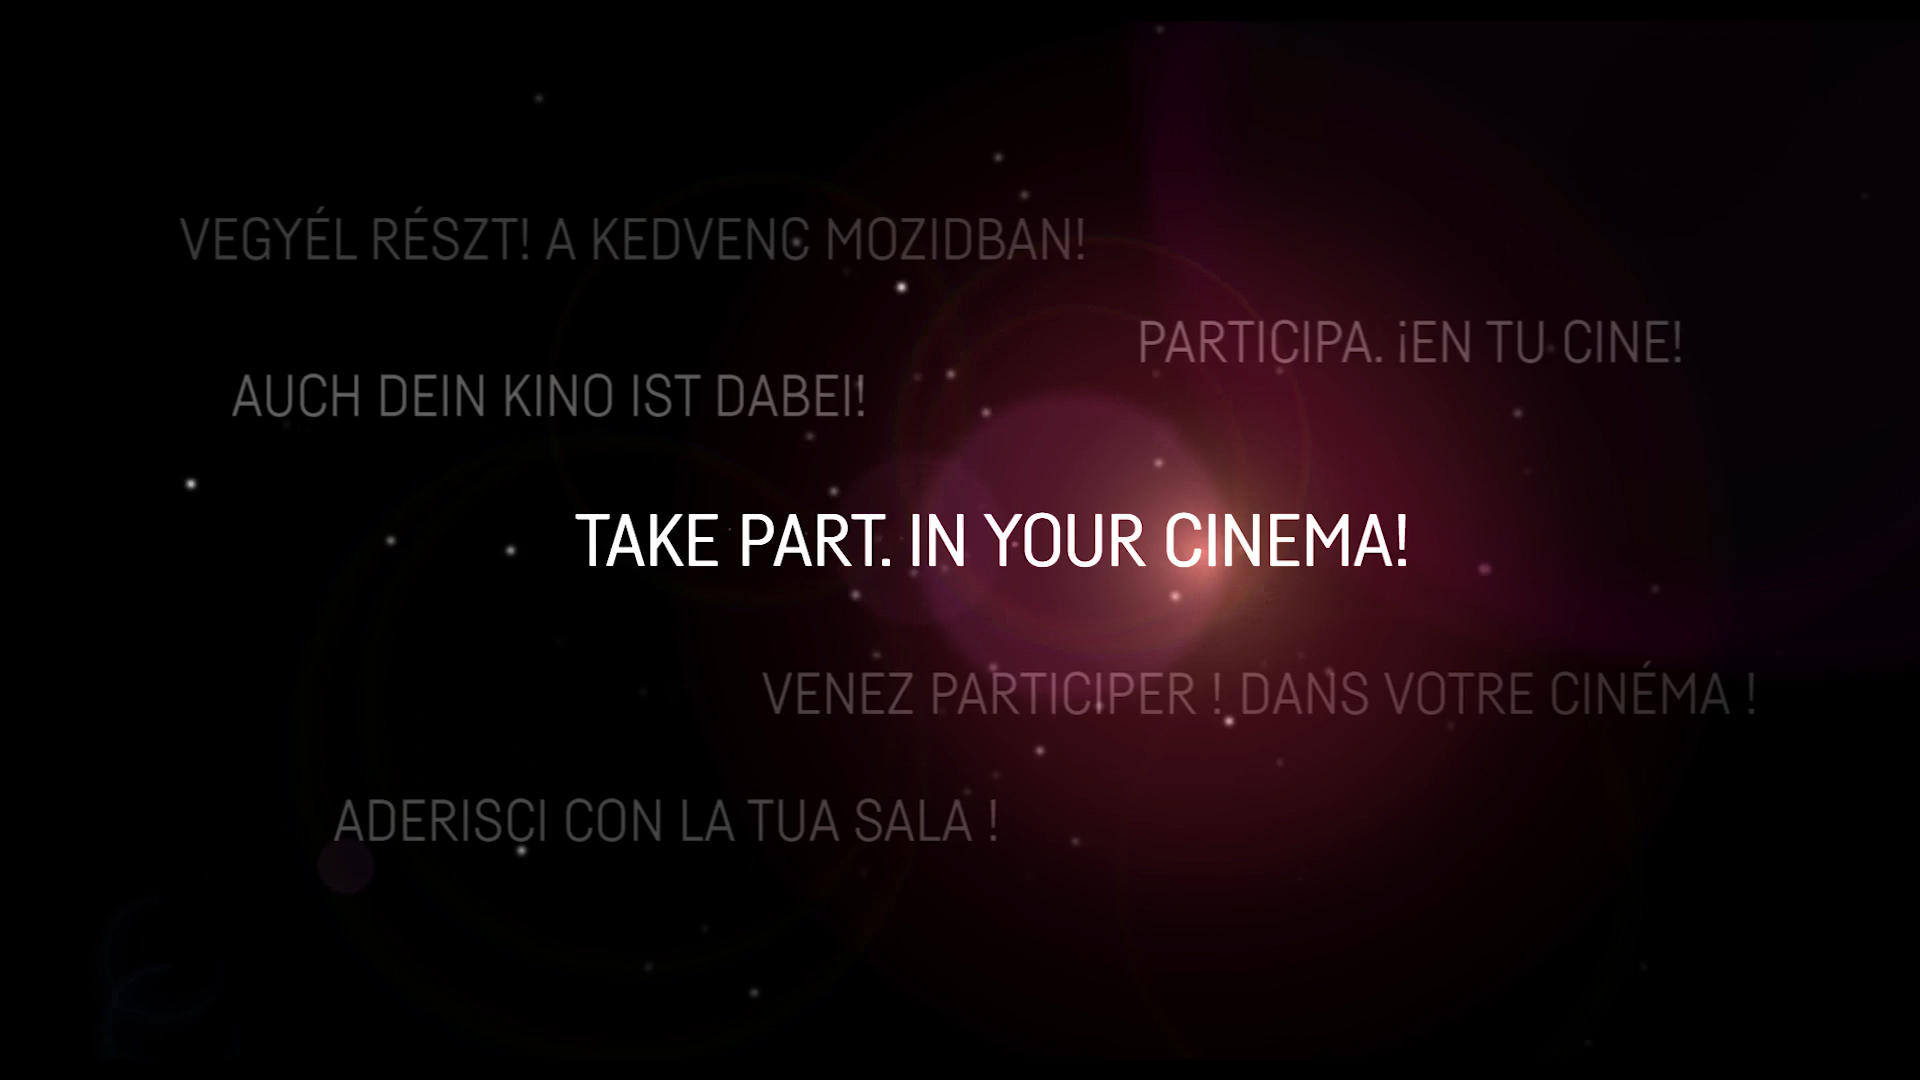 VEGYÉL RÉSZT! A KEDVENC MOZIDBAN!
PARTICIPA. ¡EN TU CINE!
AUCH DEIN KINO IST DABEI!
TAKE PART. IN YOUR CINEMA!
VENEZ PARTICIPER ! DANS VOTRE CINÉMA !
ADERISCI CON LA TUA SALA !